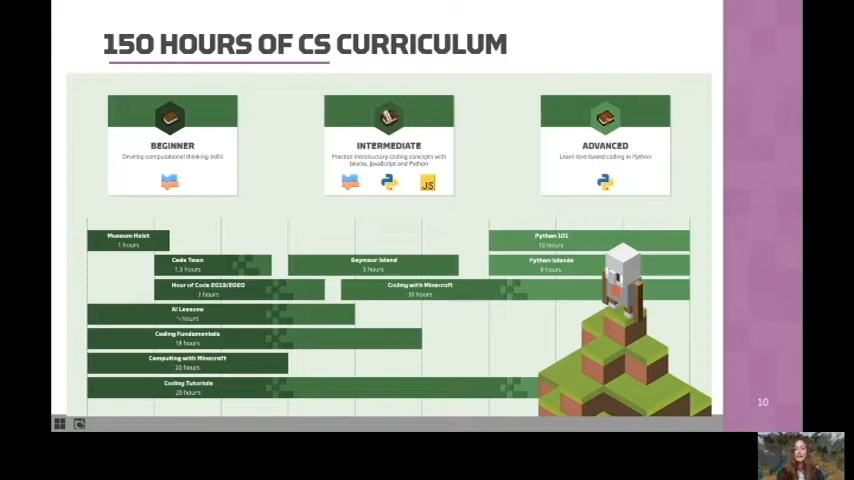 150 HOURS OF CS CURRICULUM
BEGINNER
Develop computational thinking skills
INTERMEDIATE
Practice introductory coding concepts with
blocks, JavaScript and Python
JS
ADVANCED
Learn text-based coding in Python
Museum Heist
1 hours
Python 101
10 hours
Code Town
1.5 hours
Seymour Island
3 hours
Python Islands
9 hours
Hour of Code 2019/2020
3 hours
Coding with Minecraft
30 hours
AI Lessons
hours
Coding Fundamentals
18 hours
Computing with Minecraft
20 hours
Coding Tutorials
20 hours
10